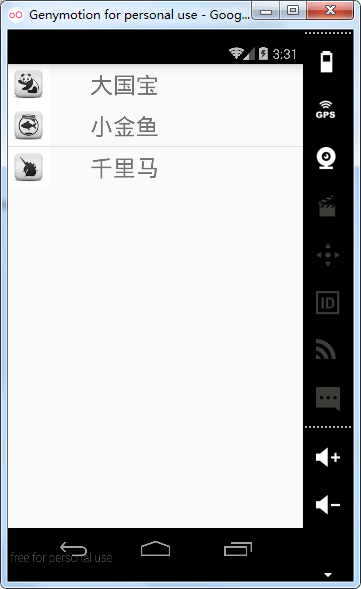 Genymotion for personal use - Goog...
3:31
大国宝
GPS
小金鱼
千里马
ID
free for personal use